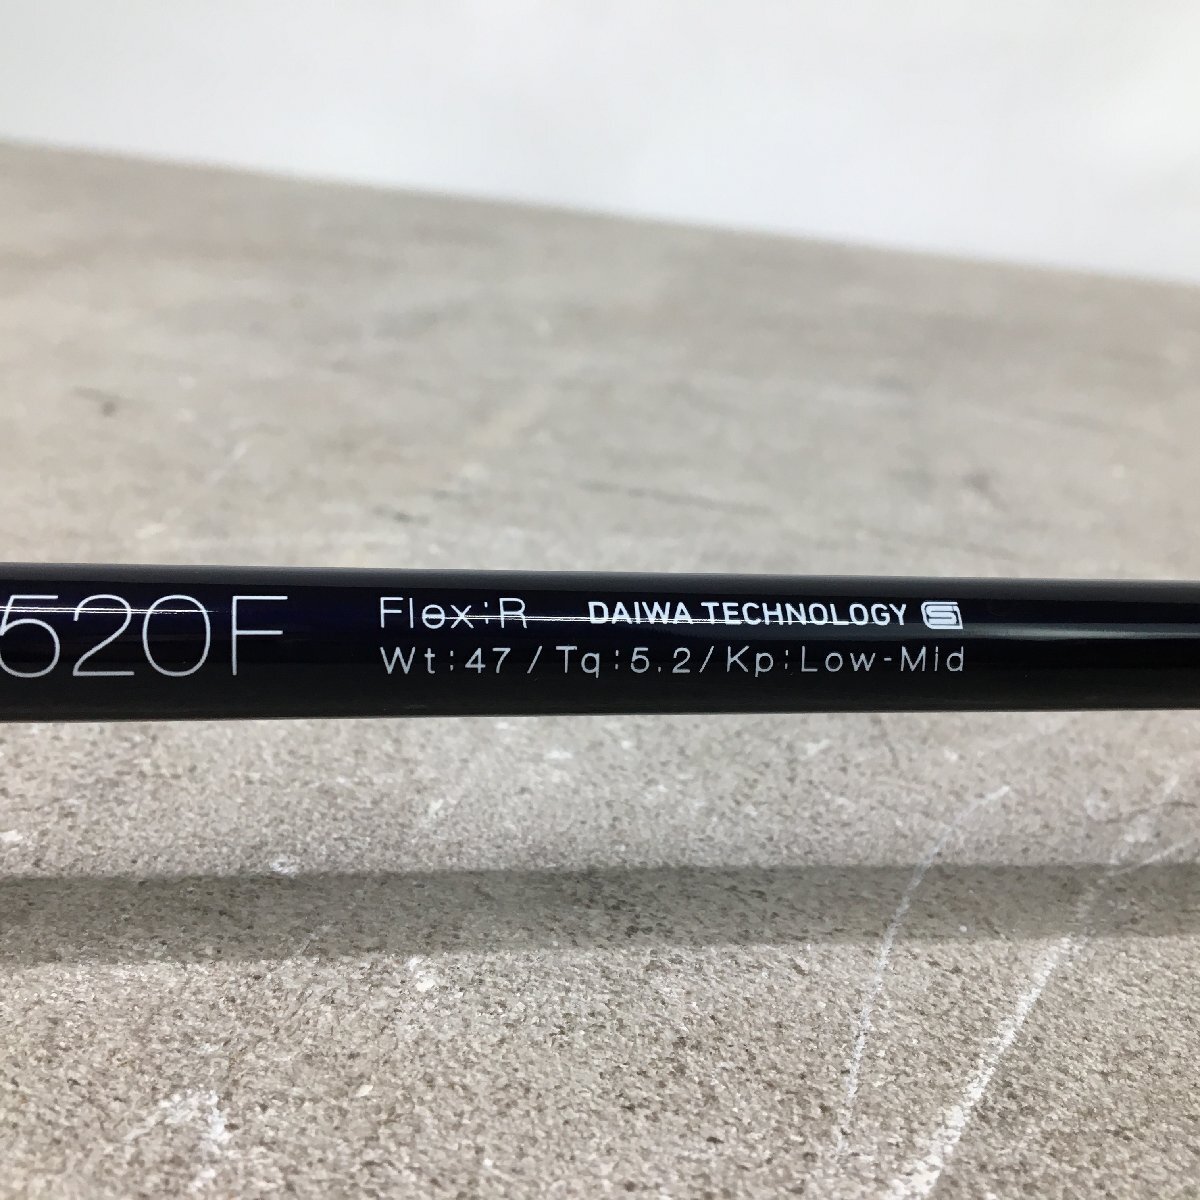 520F
Flex:R DAIWA TECHNOLOGY
Wt:47/Tq:5.2/Kp:Low-Mid